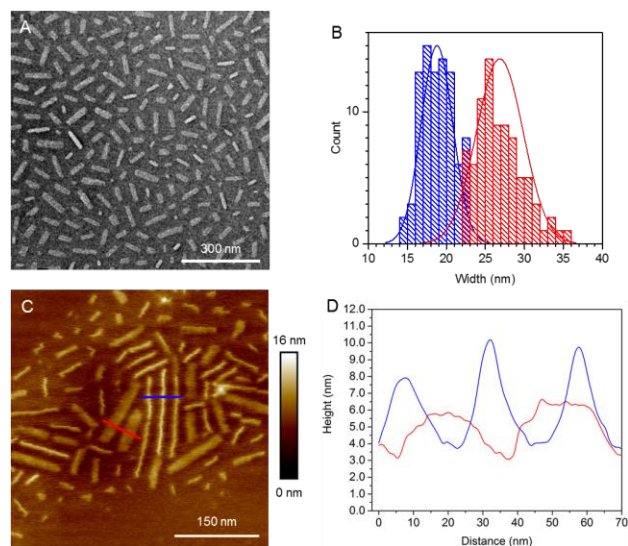 A
300 nm
B
Count
10
0
10 15 20 25 30 35 40
Width (nm)
C
16 nm
0 nm
150 nm
D
Height (nm)
12.0
11.0
10.0
9.0
8.0
7.0
6.0
5.0
4.0
3.0
2.0
1.0
0.0
0 10 20 30 40 50 60 70
Distance (nm)